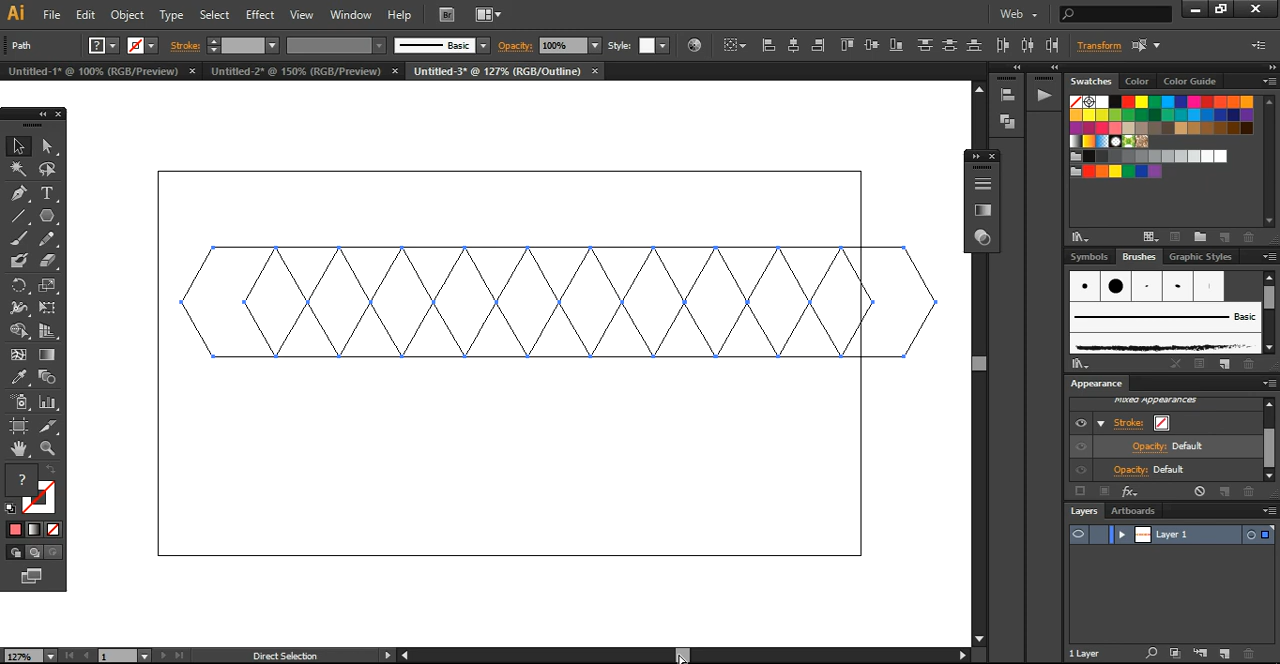 Ai File Edit Object Type Select Effect View Window Help Br Web
Path ? Stroke: Basic Opacity: 100% Style: Transform
Untitled-1* @ 100% (RGB/Preview) × Untitled-2* @ 150% (RGB/Preview) × Untitled-3* @ 127% (RGB/Outline) ×
Swatches Color Color Guide
T
Symbols Brushes Graphic Styles
Basic
Appearance
Mixed Appearances
Stroke:
Opacity: Default
Opacity: Default
?
fx
Layers Artboards
Layer 1
1 Layer
127% 1 Direct Selection